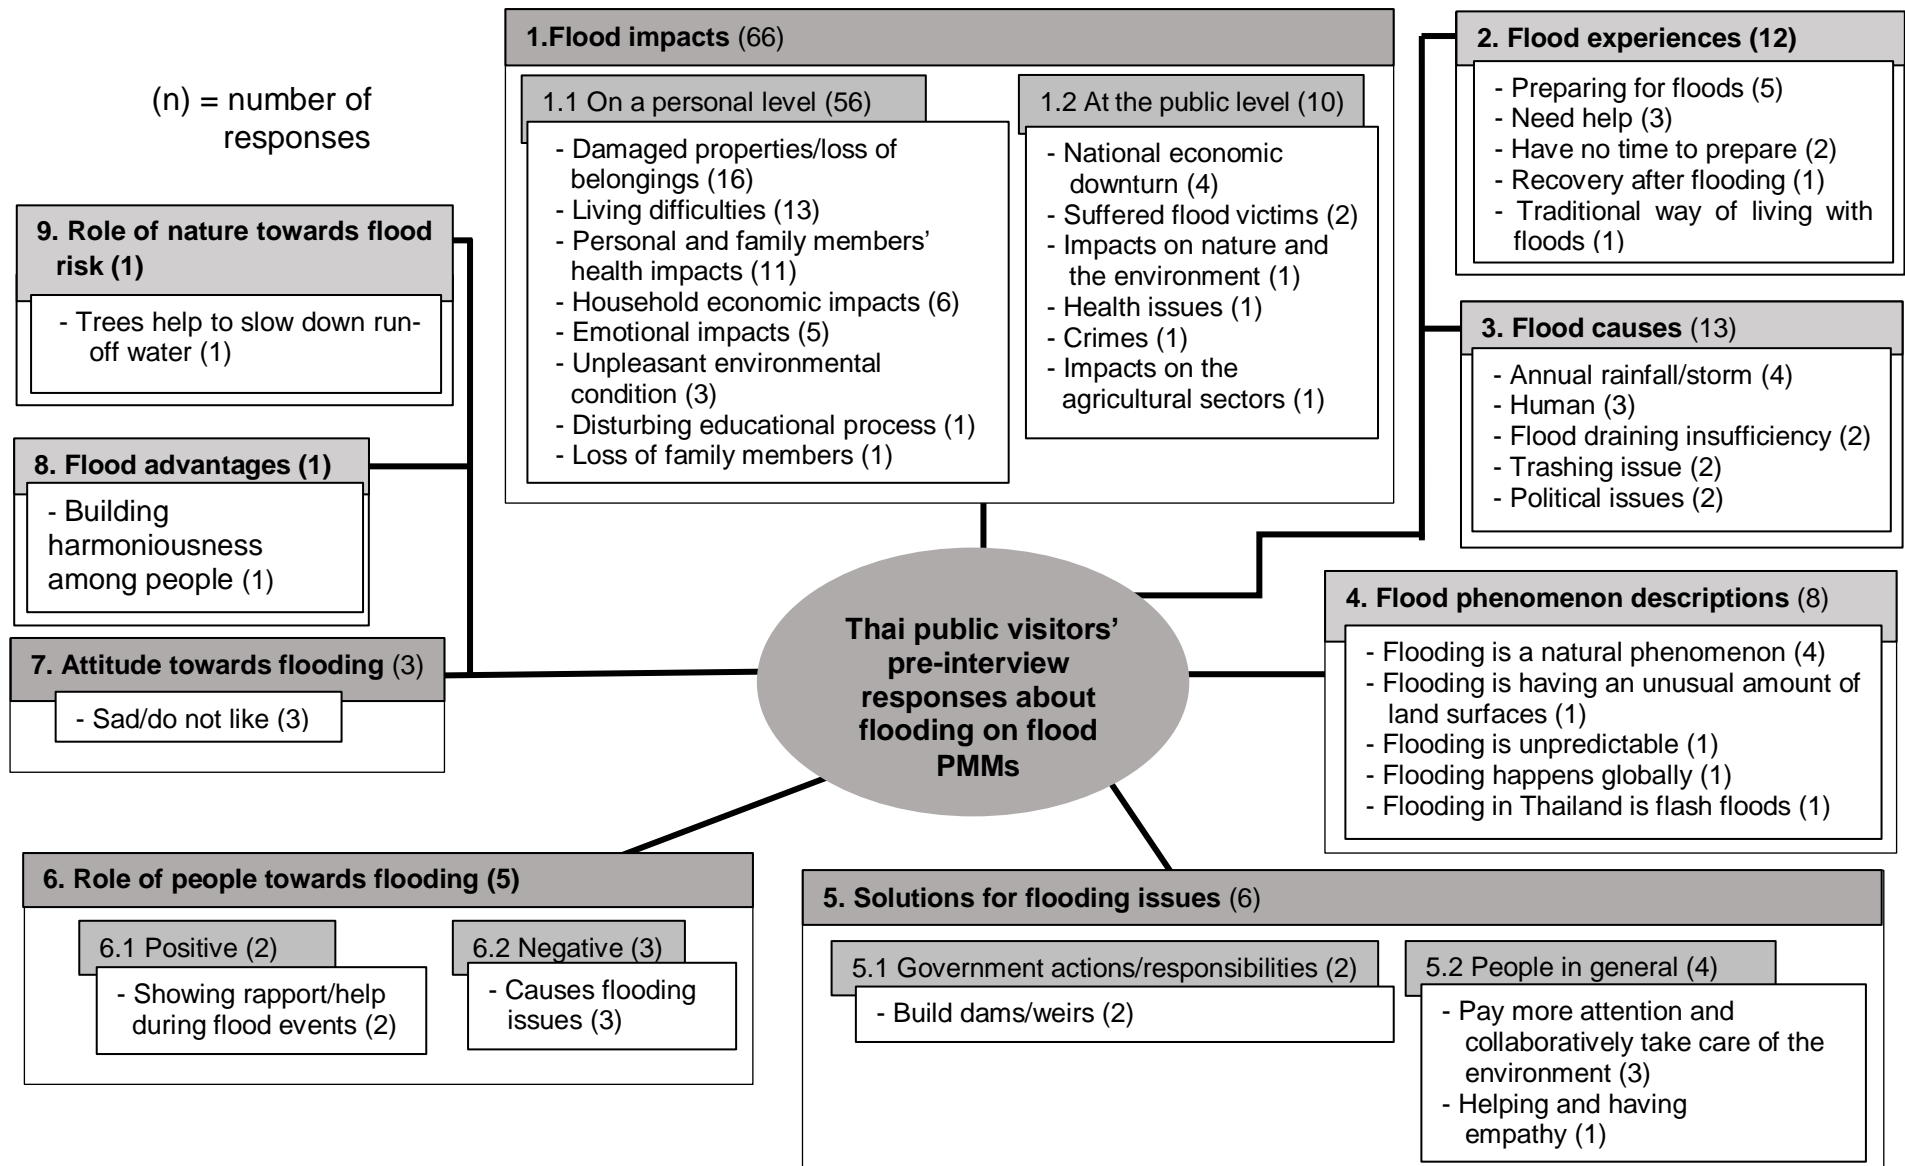 (n) = number of
responses
1.Flood impacts (66)
1.1 On a personal level (56)
- Damaged properties/loss of
belongings (16)
- Living difficulties (13)
- Personal and family members’
health impacts (11)
- Household economic impacts (6)
- Emotional impacts (5)
- Unpleasant environmental
condition (3)
- Disturbing educational process (1)
- Loss of family members (1)
1.2 At the public level (10)
- National economic
downturn (4)
- Suffered flood victims (2)
- Impacts on nature and
the environment (1)
- Health issues (1)
- Crimes (1)
- Impacts on the
agricultural sectors (1)
2. Flood experiences (12)
- Preparing for floods (5)
- Need help (3)
- Have no time to prepare (2)
- Recovery after flooding (1)
- Traditional way of living with
floods (1)
3. Flood causes (13)
- Annual rainfall/storm (4)
- Human (3)
- Flood draining insufficiency (2)
- Trashing issue (2)
- Political issues (2)
4. Flood phenomenon descriptions (8)
- Flooding is a natural phenomenon (4)
- Flooding is having an unusual amount of
land surfaces (1)
- Flooding is unpredictable (1)
- Flooding happens globally (1)
- Flooding in Thailand is flash floods (1)
Thai public visitors’
pre-interview
responses about
flooding on flood
PMMs
5. Solutions for flooding issues (6)
5.1 Government actions/responsibilities (2)
- Build dams/weirs (2)
5.2 People in general (4)
- Pay more attention and
collaboratively take care of the
environment (3)
- Helping and having
empathy (1)
6. Role of people towards flooding (5)
6.1 Positive (2)
- Showing rapport/help
during flood events (2)
6.2 Negative (3)
- Causes flooding
issues (3)
7. Attitude towards flooding (3)
- Sad/do not like (3)
8. Flood advantages (1)
- Building
harmoniousness
among people (1)
9. Role of nature towards flood
risk (1)
- Trees help to slow down run-
off water (1)